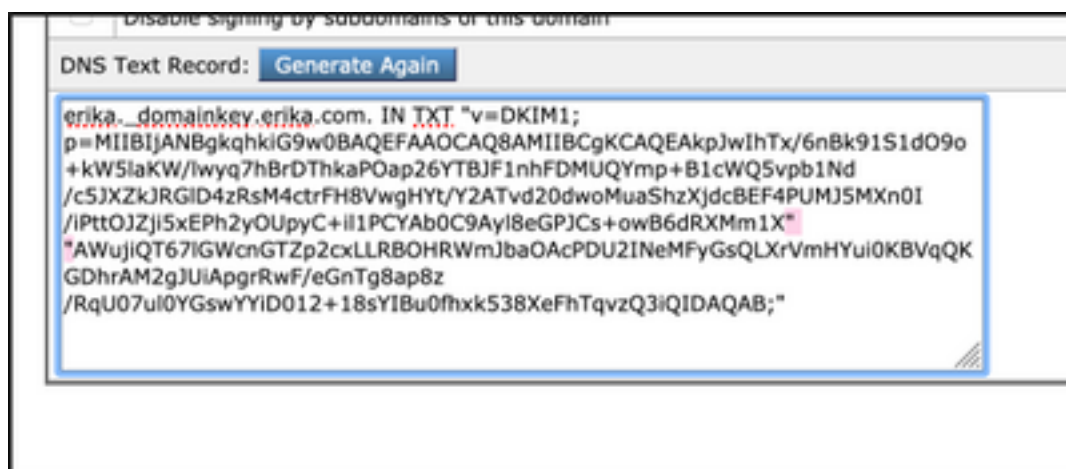 Disable signing by subdomains of this domain
DNS Text Record: Generate Again
erika._domainkey.erika.com. IN TXT "v=DKIM1;
p=MIIBIjANBgkqhkiG9w0BAQEFAAOCAQ8AMIIBCgKCAQEAkpJwIhTx/6nBk91S1dO9o
+kW5laKW/lwyq7hBrDThkaPOap26YTBJF1nhFDMUQYmp+B1cWQ5vpb1Nd
/c5JXZkJRGlD4zRsM4ctrFH8VwgHYt/Y2ATvd20dwoMuaShzXjdcBEF4PUMJ5MXn0I
/iPttOJZji5xEPh2yOUpyC+il1PCYAb0C9Ayl8eGPJCs+owB6dRXMm1X"
"AWujiQT67lGWcnGTZp2cxLLRBOHRWmJbaOAcPDU2INeMFyGsQLXrVmHYui0KBVqQK
GDhrAM2gJUiApgrRwF/eGnTg8ap8z
/RqU07ul0YGswYYiD012+18sYIBu0fhxk538XeFhTqvzQ3iQIDAQAB;"